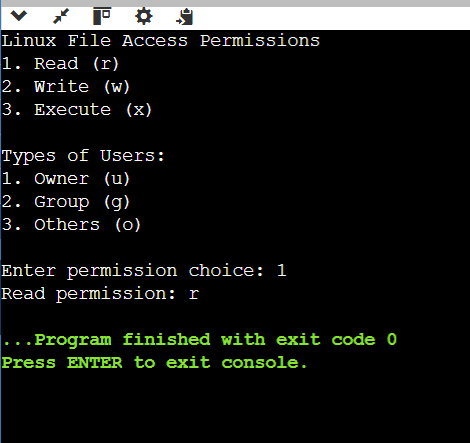 Linux File Access Permissions
1. Read (r)
2. Write (w)
3. Execute (x)
Types of Users:
1. Owner (u)
2. Group (g)
3. Others (o)
Enter permission choice: 1
Read permission: r
...Program finished with exit code 0
Press ENTER to exit console.